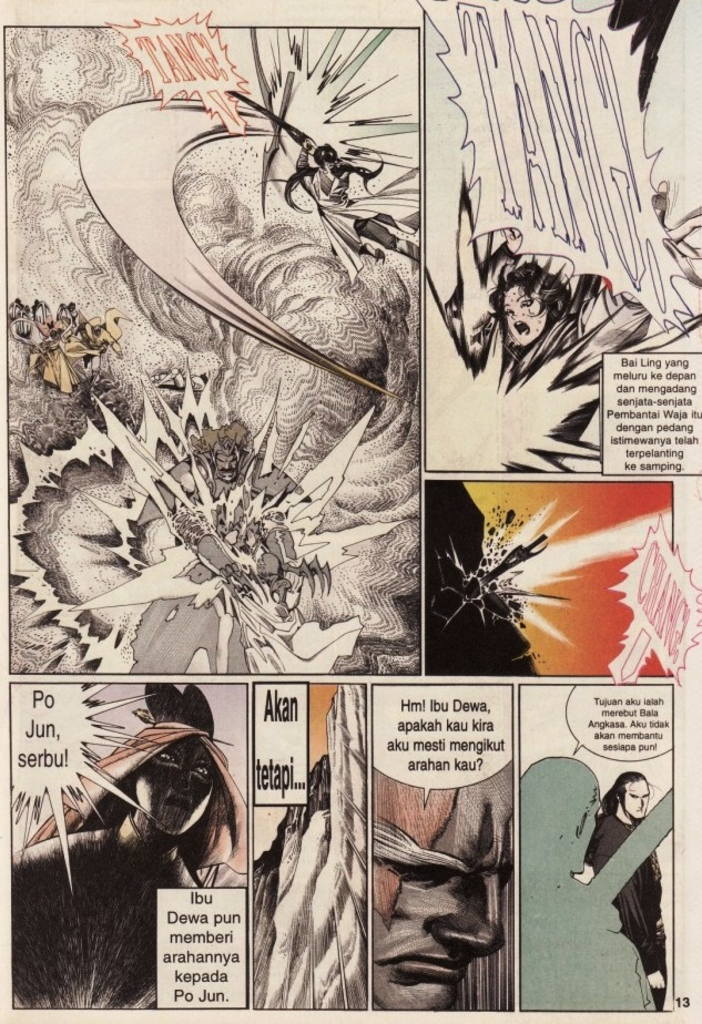 TANG!
TANG!
Bai Ling yang
meluru ke depan
dan mengadang
senjata-senjata
Pembantai Waja itu
dengan pedang
istimewanya telah
terpelanting
ke samping.
CHANG!
Po
Jun,
serbu!
Ibu
Dewa pun
memberi
arahannya
kepada
Po Jun.
Akan
tetapi...
Hm! Ibu Dewa,
apakah kau kira
aku mesti mengikut
arahan kau?
Tujuan aku ialah
merebut Bala
Angkasa. Aku tidak
akan membantu
sesiapa pun!
13